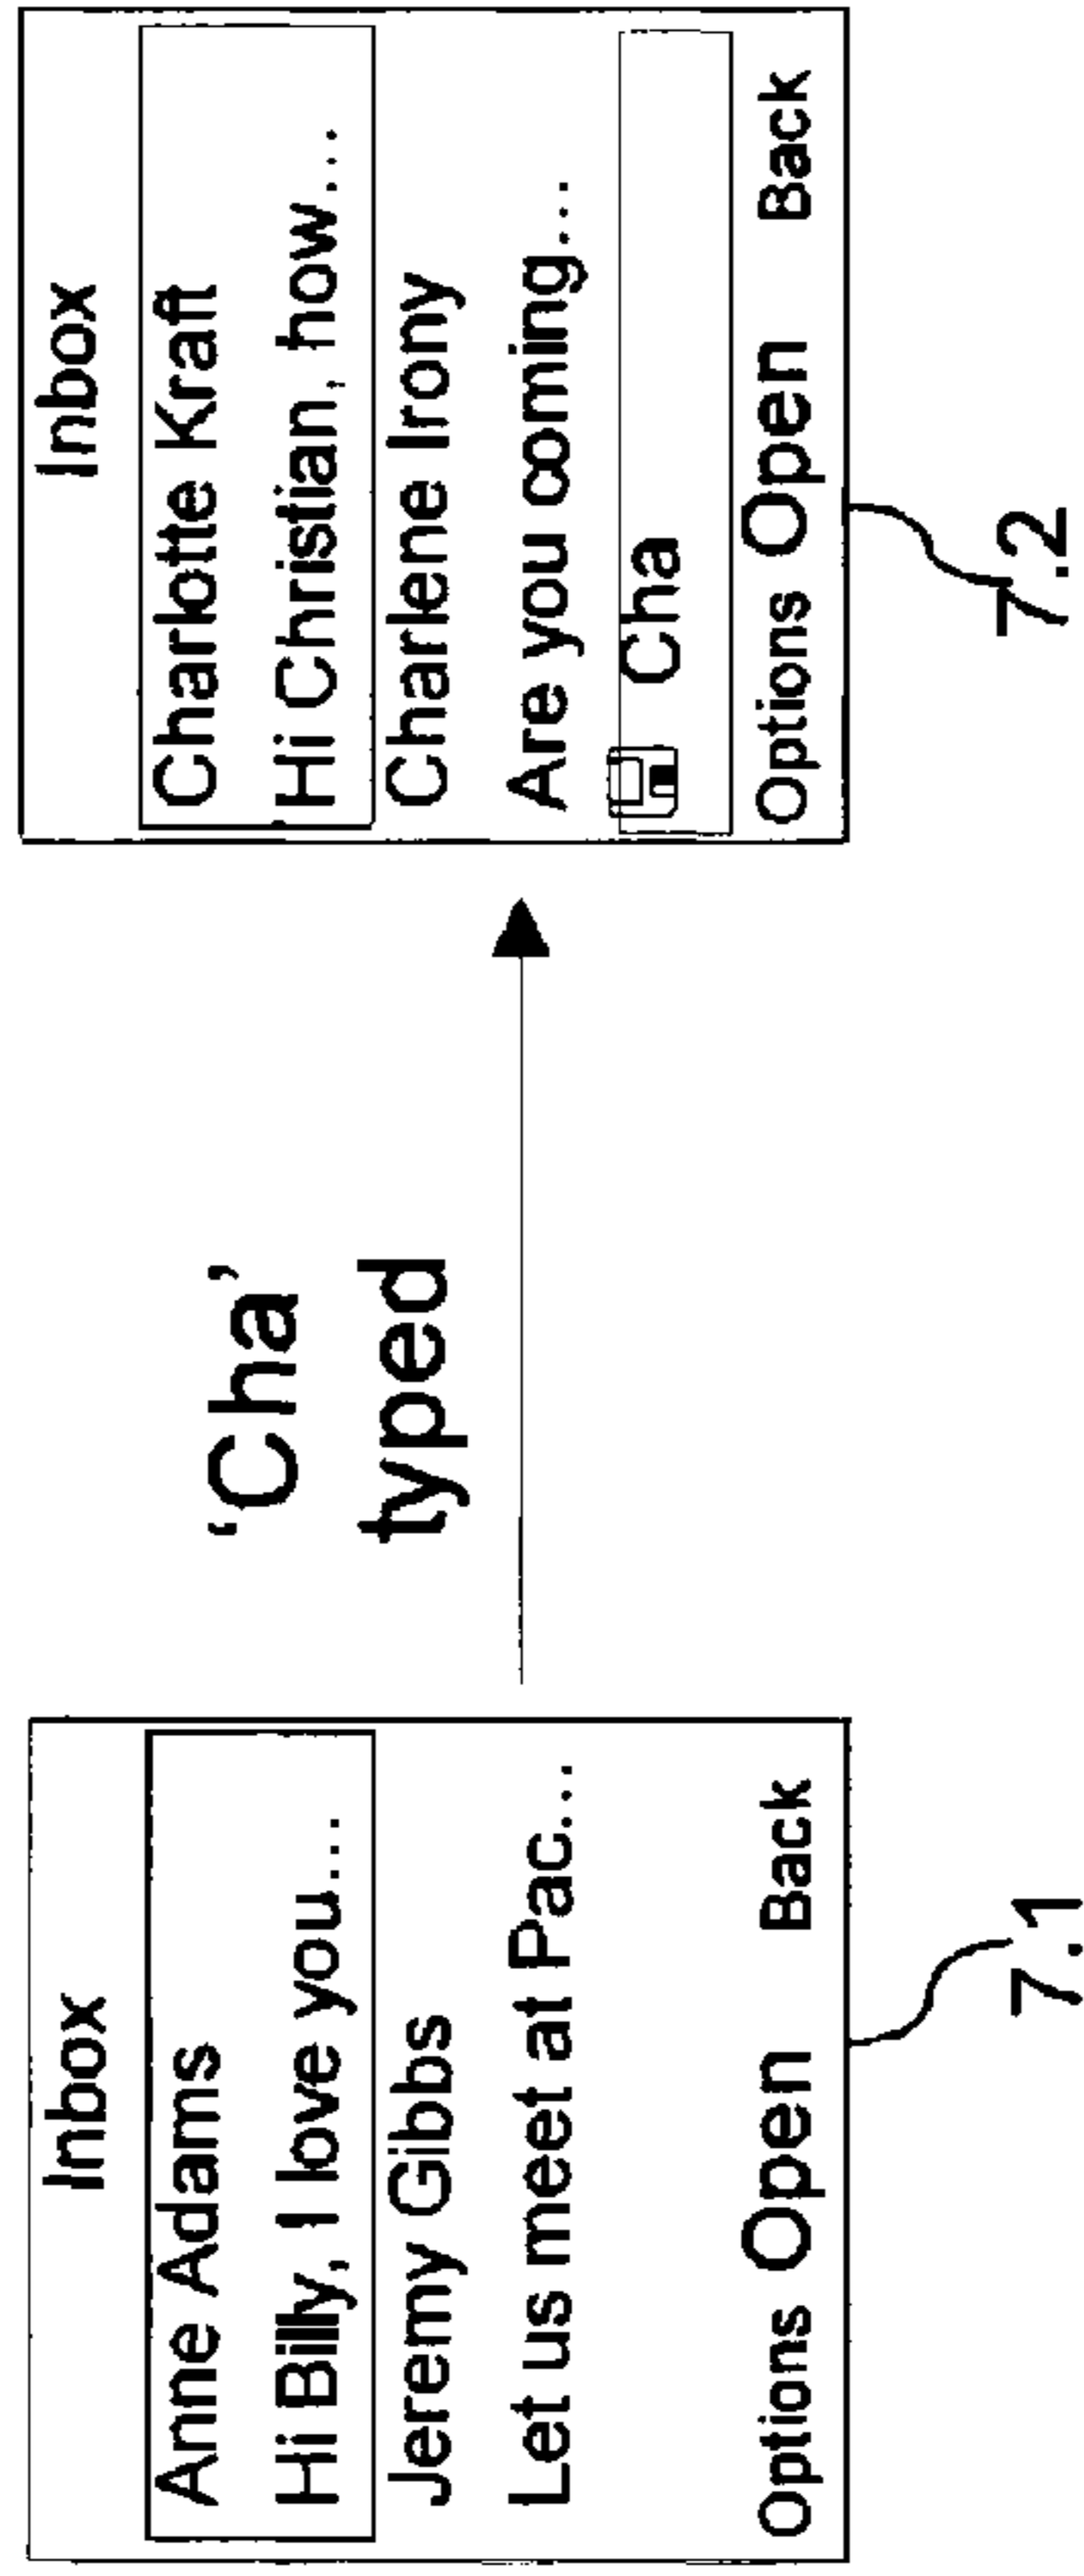 Inbox
Anne Adams
Hi Billy, I love you...
Jeremy Gibbs
Let us meet at Pac...
Options Open Back
7.1
‘Cha’
typed
Inbox
Charlotte Kraft
Hi Christian, how...
Charlene Irony
Are you coming...
Cha
Options Open Back
7.2